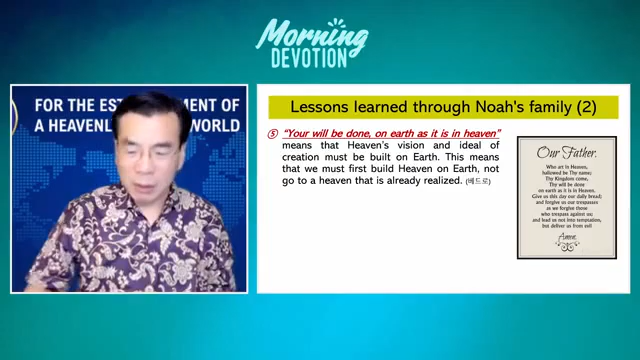 Morning
DEVOTION
FOR THE EST MENT OF
A HEAVENL WORLD
Lessons learned through Noah's family (2)
⑤ “Your will be done, on earth as it is in heaven”
means that Heaven's vision and ideal of
creation must be built on Earth. This means
that we must first build Heaven on Earth, not
go to a heaven that is already realized. (베드로)
Our Father,
Who art in Heaven,
hallowed be Thy name;
Thy Kingdom come,
Thy will be done
on earth as it is in Heaven.
Give us this day our daily bread;
and forgive us our trespasses
as we forgive those
who trespass against us;
and lead us not into temptation,
but deliver us from evil
Amen.